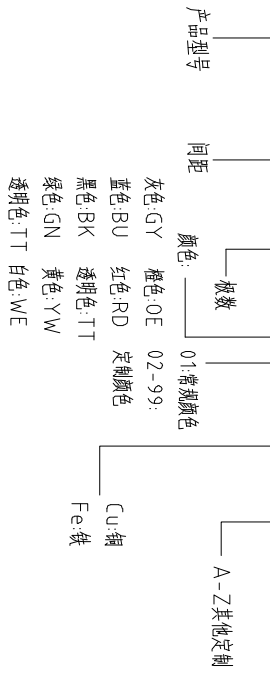 产品型号
间距
极数
颜色:
灰色:GY 橙色:OE
蓝色:BU 红色:RD
黑色:BK 透明色:TT
绿色:GN 黄色:YW
透明色:TT 白色:WE
01:常规颜色
02-99:
定制颜色
Cu:铜
Fe:铁
A-Z其他定制